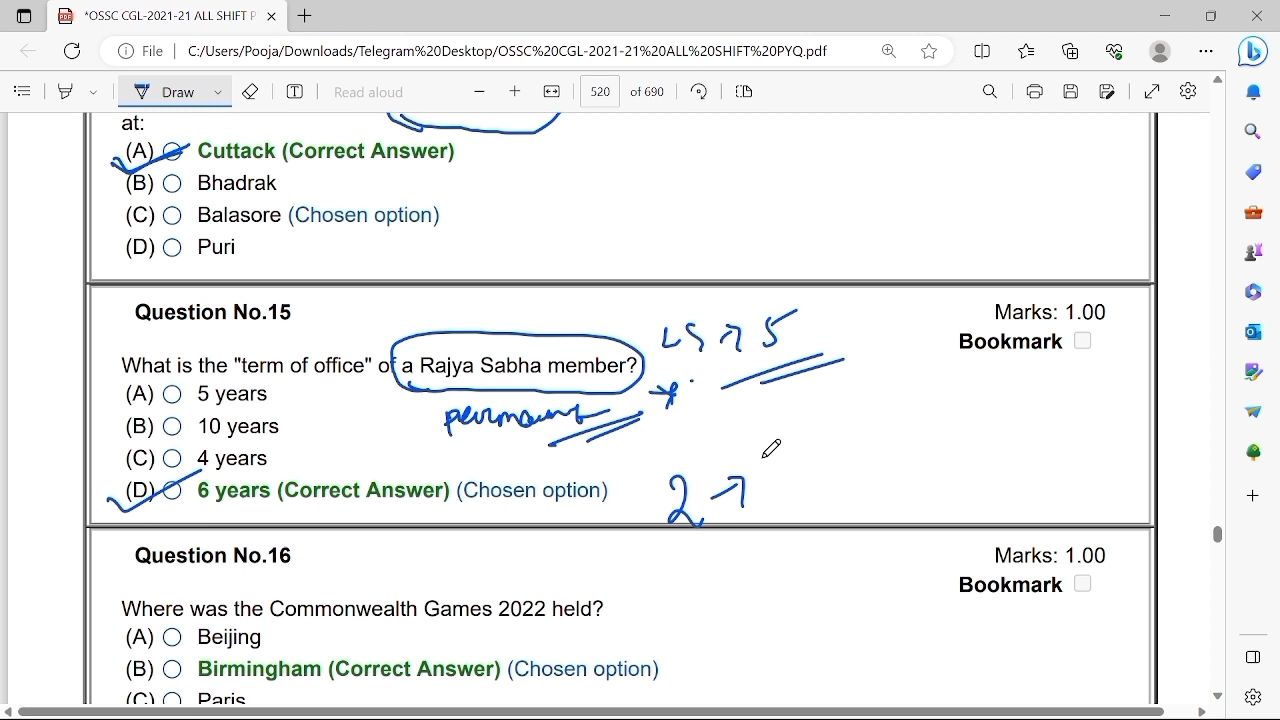 *OSSC CGL-2021-21 ALL SHIFT P
File | C:/Users/Pooja/Downloads/Telegram%20Desktop/OSSC%20CGL-2021-21%20ALL%20SHIFT%20PYQ.pdf
Draw
Read aloud
520 of 690
at:
(A) Cuttack (Correct Answer)
(B) Bhadrak
(C) Balasore (Chosen option)
(D) Puri
Question No.15 Marks: 1.00
Bookmark
LS → 5
What is the "term of office" of a Rajya Sabha member?
(A) 5 years
permanent
(B) 10 years
(C) 4 years
(D) 6 years (Correct Answer) (Chosen option)
2 →
Question No.16 Marks: 1.00
Bookmark
Where was the Commonwealth Games 2022 held?
(A) Beijing
(B) Birmingham (Correct Answer) (Chosen option)
(C) Paris